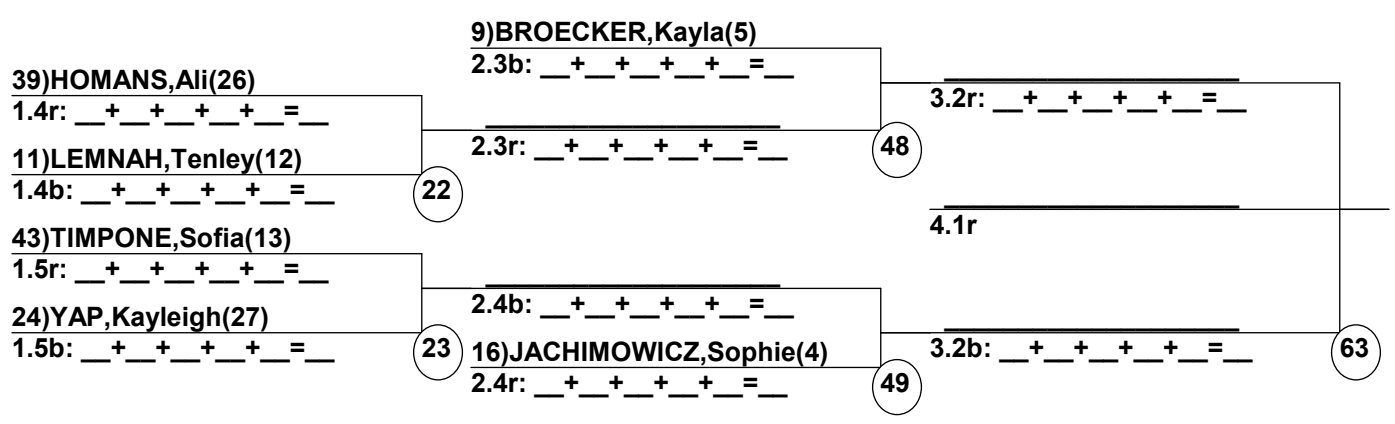 9)BROECKER,Kayla(5)
2.3b: __+__+__+__+__=__
39)HOMANS,Ali(26)
1.4r: __+__+__+__+__=__
3.2r: __+__+__+__+__=__
2.3r: __+__+__+__+__=__
48
11)LEMNAH,Tenley(12)
1.4b: __+__+__+__+__=__
22
4.1r
43)TIMPONE,Sofia(13)
1.5r: __+__+__+__+__=__
2.4b: __+__+__+__+__=__
24)YAP,Kayleigh(27)
1.5b: __+__+__+__+__=__
23
16)JACHIMOWICZ,Sophie(4)
2.4r: __+__+__+__+__=__
49
3.2b: __+__+__+__+__=__
63